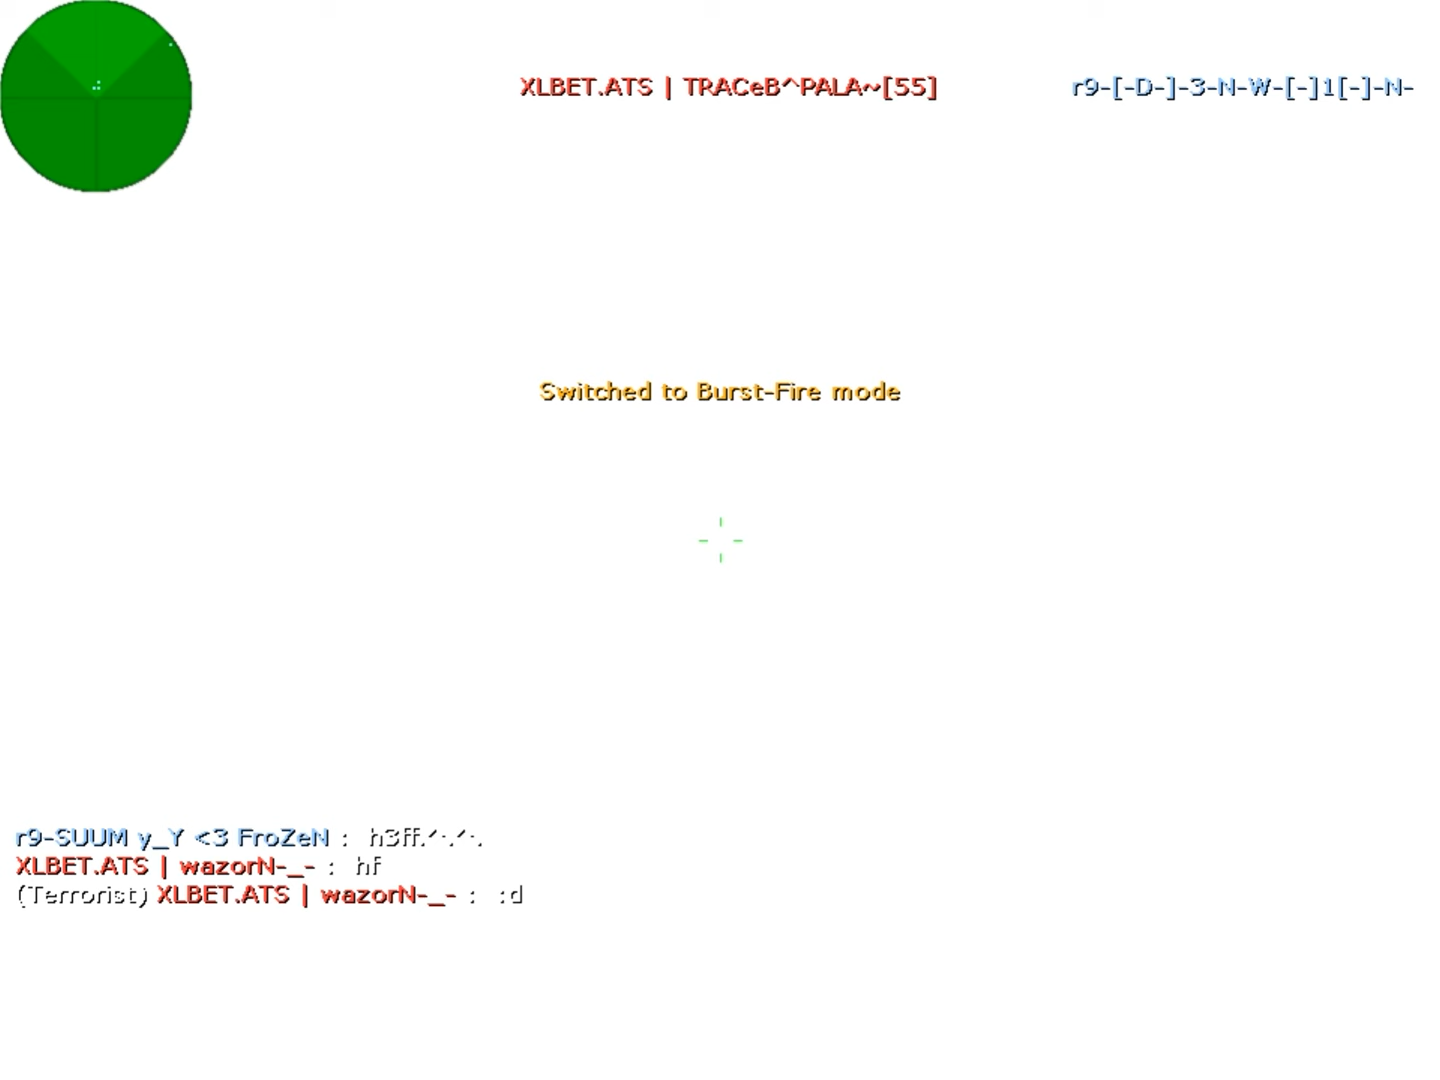 XLBET.ATS | TRACeB^PALA~[55] r9-[-D-]-3-N-W-[-]1[-]-N-
Switched to Burst-Fire mode
r9-SUUM y_Y <3 FroZeN : h3ff.^.^.
XLBET.ATS | wazorN-_- : hf
(Terrorist) XLBET.ATS | wazorN-_- : :d